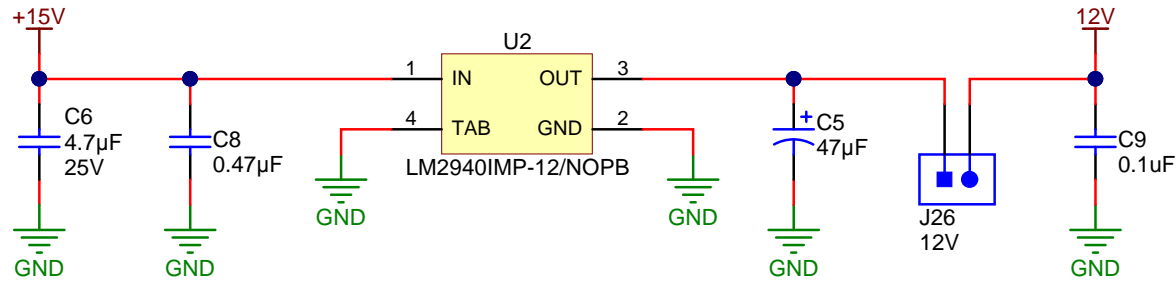 +15V
12V
U2
1
IN
OUT
3
4
TAB
GND
2
LM2940IMP-12/NOPB
C6
4.7µF
25V
C8
0.47µF
C5
47µF
+
C9
0.1uF
J26
12V
GND
GND
GND
GND
GND
GND